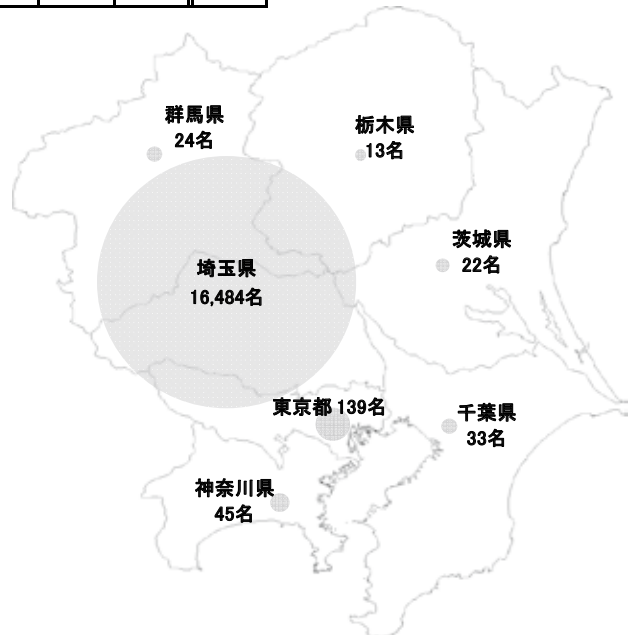 群馬県
24名
栃木県
13名
茨城県
22名
埼玉県
16,484名
東京都 139名
千葉県
33名
神奈川県
45名